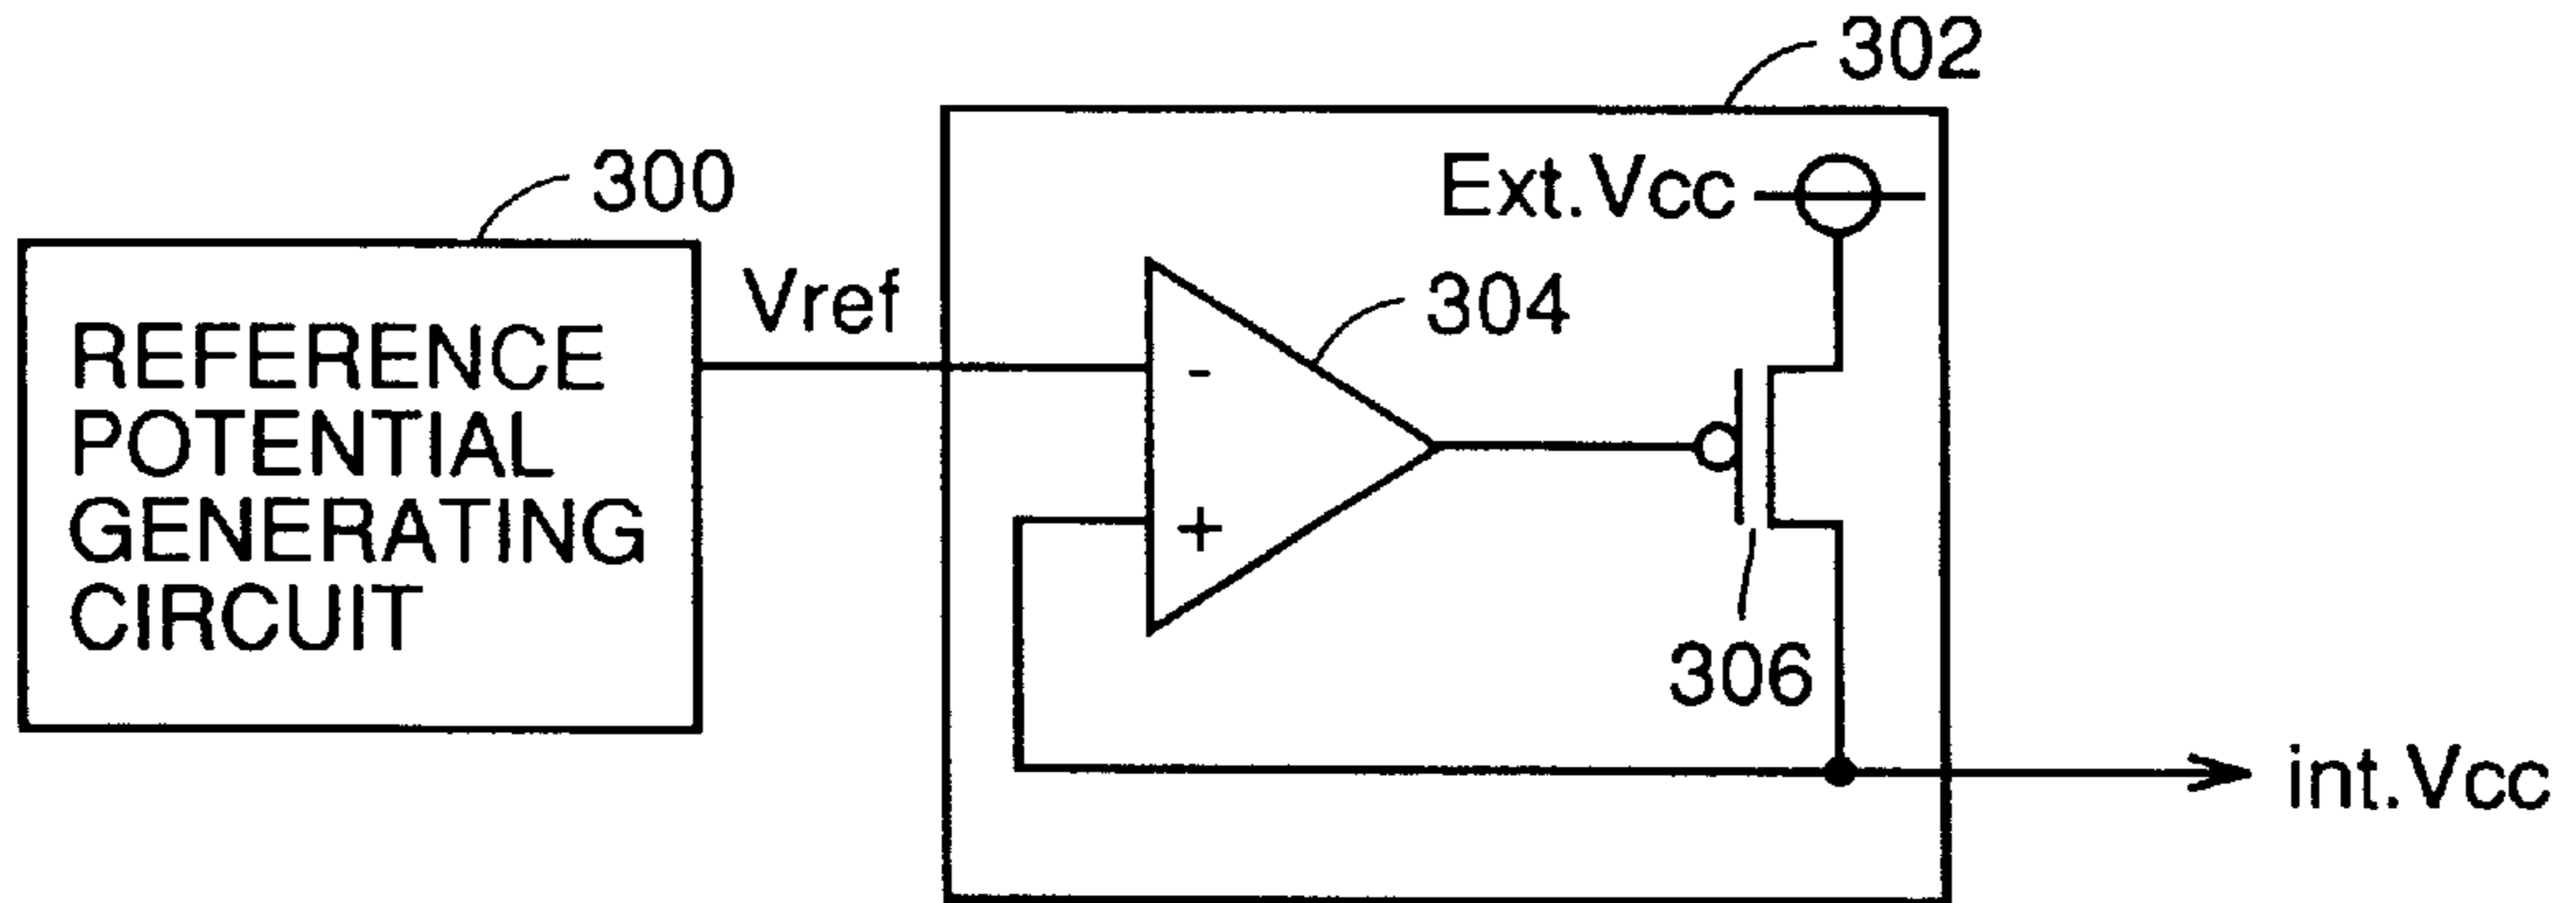 302
300
Ext.Vcc
Vref
304
REFERENCE
POTENTIAL
GENERATING
CIRCUIT
-
+
306
int.Vcc